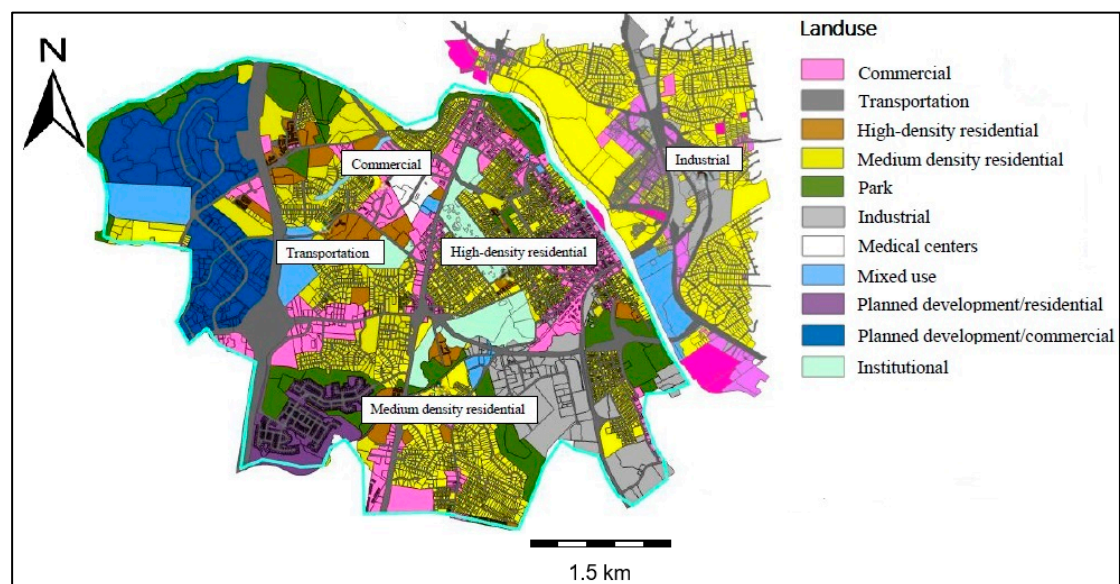 N
Commercial
Industrial
Transportation
High-density residential
Medium density residential
1.5 km
Landuse
Commercial
Transportation
High-density residential
Medium density residential
Park
Industrial
Medical centers
Mixed use
Planned development/residential
Planned development/commercial
Institutional